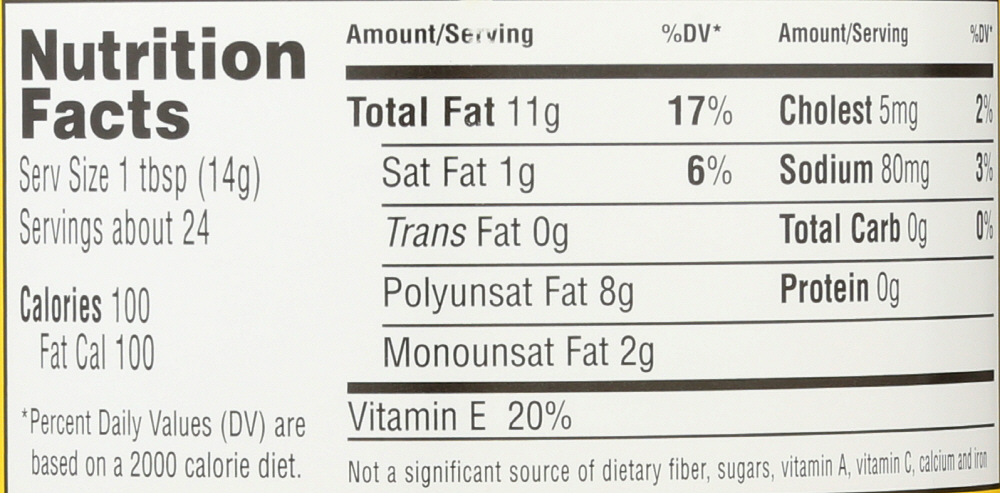 Nutrition
Facts
Serv Size 1 tbsp (14g)
Servings about 24
Calories 100
Fat Cal 100
*Percent Daily Values (DV) are
based on a 2000 calorie diet.
Amount/Serving %DV* Amount/Serving %DV*
Total Fat 11g 17% Cholest 5mg 2%
Sat Fat 1g 6% Sodium 80mg 3%
Trans Fat 0g Total Carb 0g 0%
Polyunsat Fat 8g Protein 0g
Monounsat Fat 2g
Vitamin E 20%
Not a significant source of dietary fiber, sugars, vitamin A, vitamin C, calcium and iron